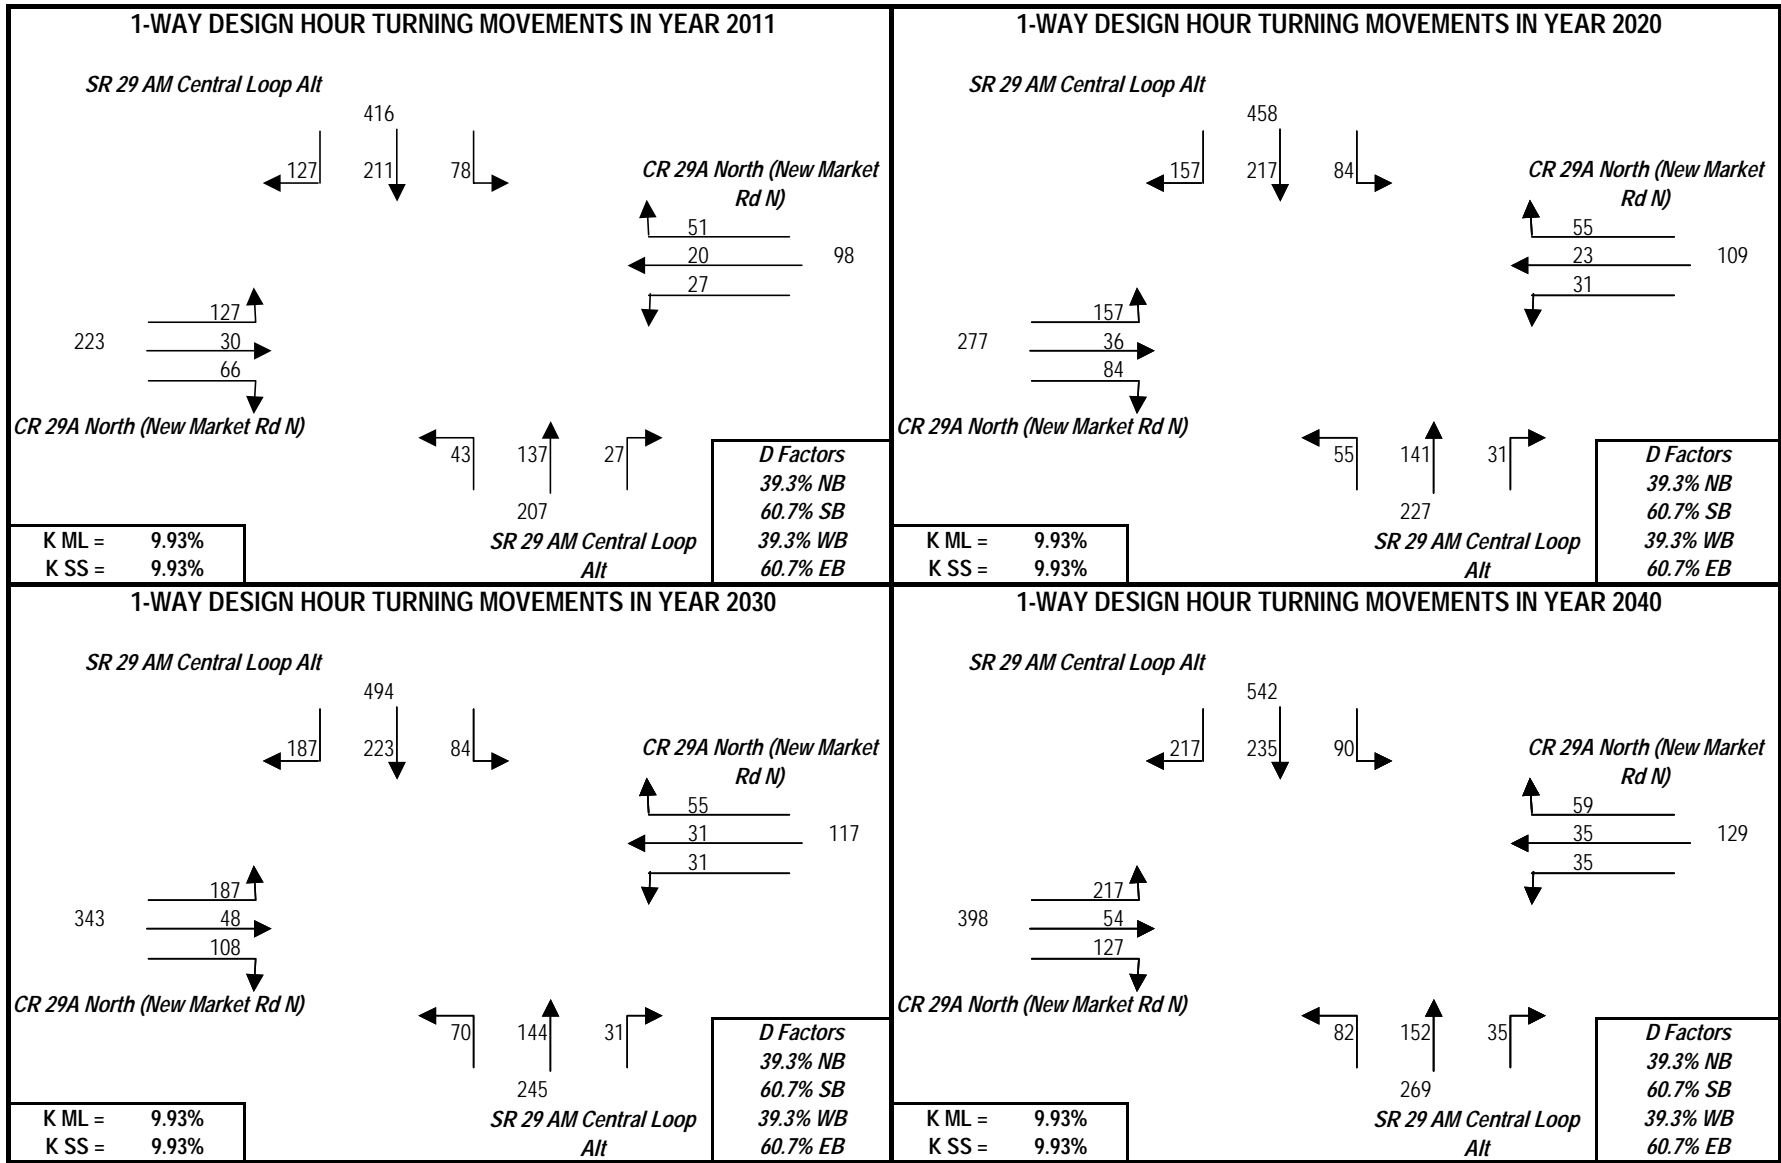 1-WAY DESIGN HOUR TURNING MOVEMENTS IN YEAR 2011
SR 29 AM Central Loop Alt
416
127 211 78
CR 29A North (New Market
Rd N)
51
20 98
27
127
223 30
66
CR 29A North (New Market Rd N)
43 137 27
207
SR 29 AM Central Loop
Alt
D Factors
39.3% NB
60.7% SB
39.3% WB
60.7% EB
K ML = 9.93%
K SS = 9.93%
1-WAY DESIGN HOUR TURNING MOVEMENTS IN YEAR 2020
SR 29 AM Central Loop Alt
458
157 217 84
CR 29A North (New Market
Rd N)
55
23 109
31
157
277 36
84
CR 29A North (New Market Rd N)
55 141 31
227
SR 29 AM Central Loop
Alt
D Factors
39.3% NB
60.7% SB
39.3% WB
60.7% EB
K ML = 9.93%
K SS = 9.93%
1-WAY DESIGN HOUR TURNING MOVEMENTS IN YEAR 2030
SR 29 AM Central Loop Alt
494
187 223 84
CR 29A North (New Market
Rd N)
55
31 117
31
187
343 48
108
CR 29A North (New Market Rd N)
70 144 31
245
SR 29 AM Central Loop
Alt
D Factors
39.3% NB
60.7% SB
39.3% WB
60.7% EB
K ML = 9.93%
K SS = 9.93%
1-WAY DESIGN HOUR TURNING MOVEMENTS IN YEAR 2040
SR 29 AM Central Loop Alt
542
217 235 90
CR 29A North (New Market
Rd N)
59
35 129
35
217
398 54
127
CR 29A North (New Market Rd N)
82 152 35
269
SR 29 AM Central Loop
Alt
D Factors
39.3% NB
60.7% SB
39.3% WB
60.7% EB
K ML = 9.93%
K SS = 9.93%